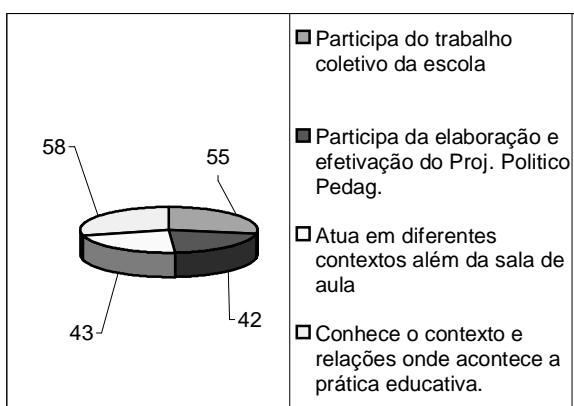 58
55
43
42
Participa do trabalho
coletivo da escola
Participa da elaboração e
efetivação do Proj. Politico
Pedag.
Atua em diferentes
contextos além da sala de
aula
Conhece o contexto e
relações onde acontece a
prática educativa.